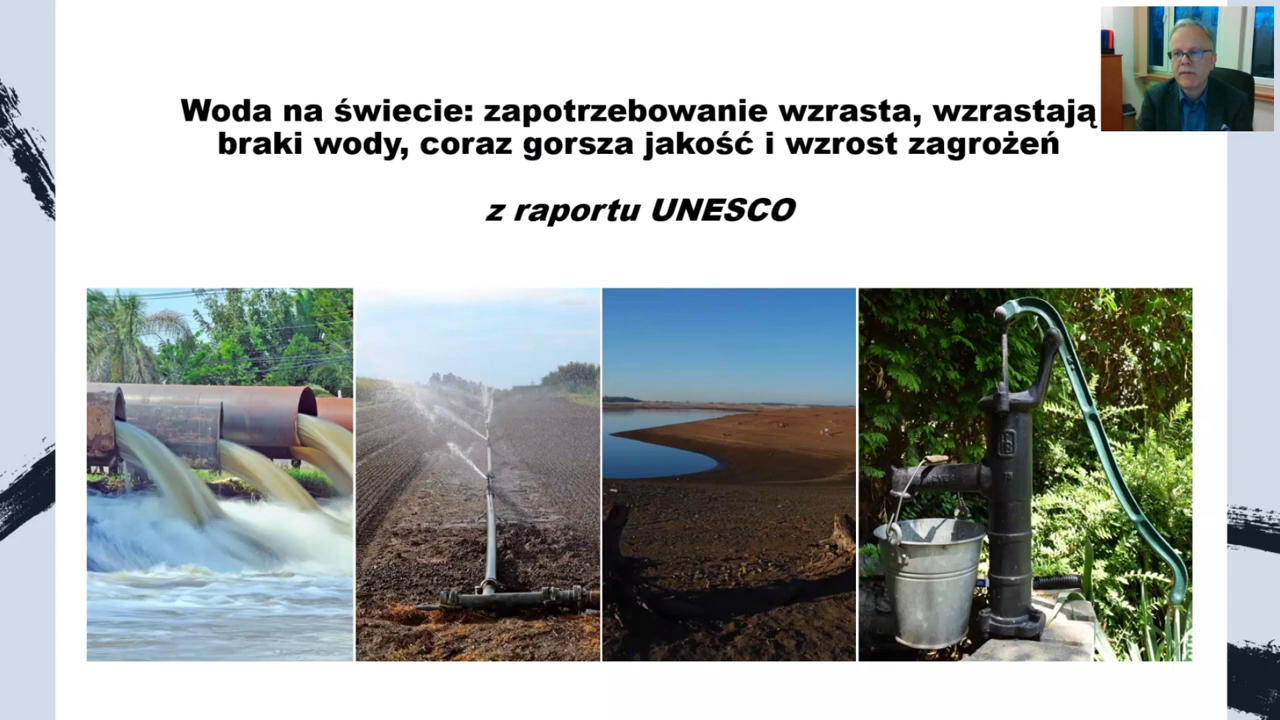 Woda na świecie: zapotrzebowanie wzrasta, wzrastają
braki wody, coraz gorsza jakość i wzrost zagrożeń
z raportu UNESCO